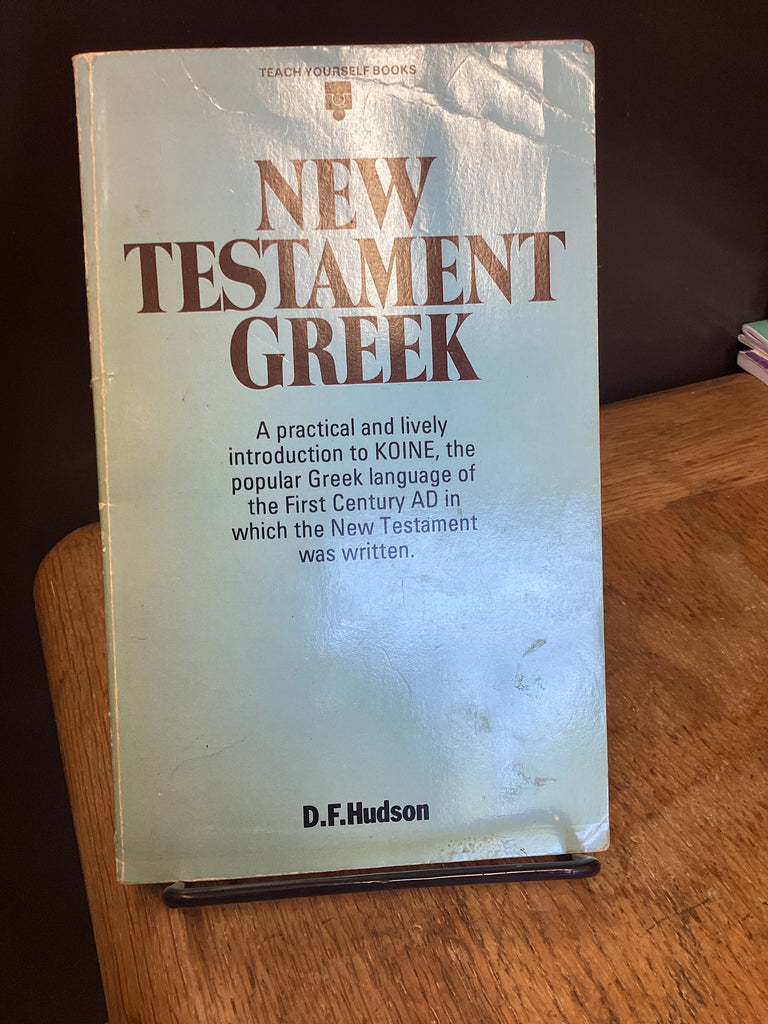 TEACH YOURSELF BOOKS
NEW
TESTAMENT
GREEK
A practical and lively
introduction to KOINE, the
popular Greek language of
the First Century AD in
which the New Testament
was written.
D.F.Hudson